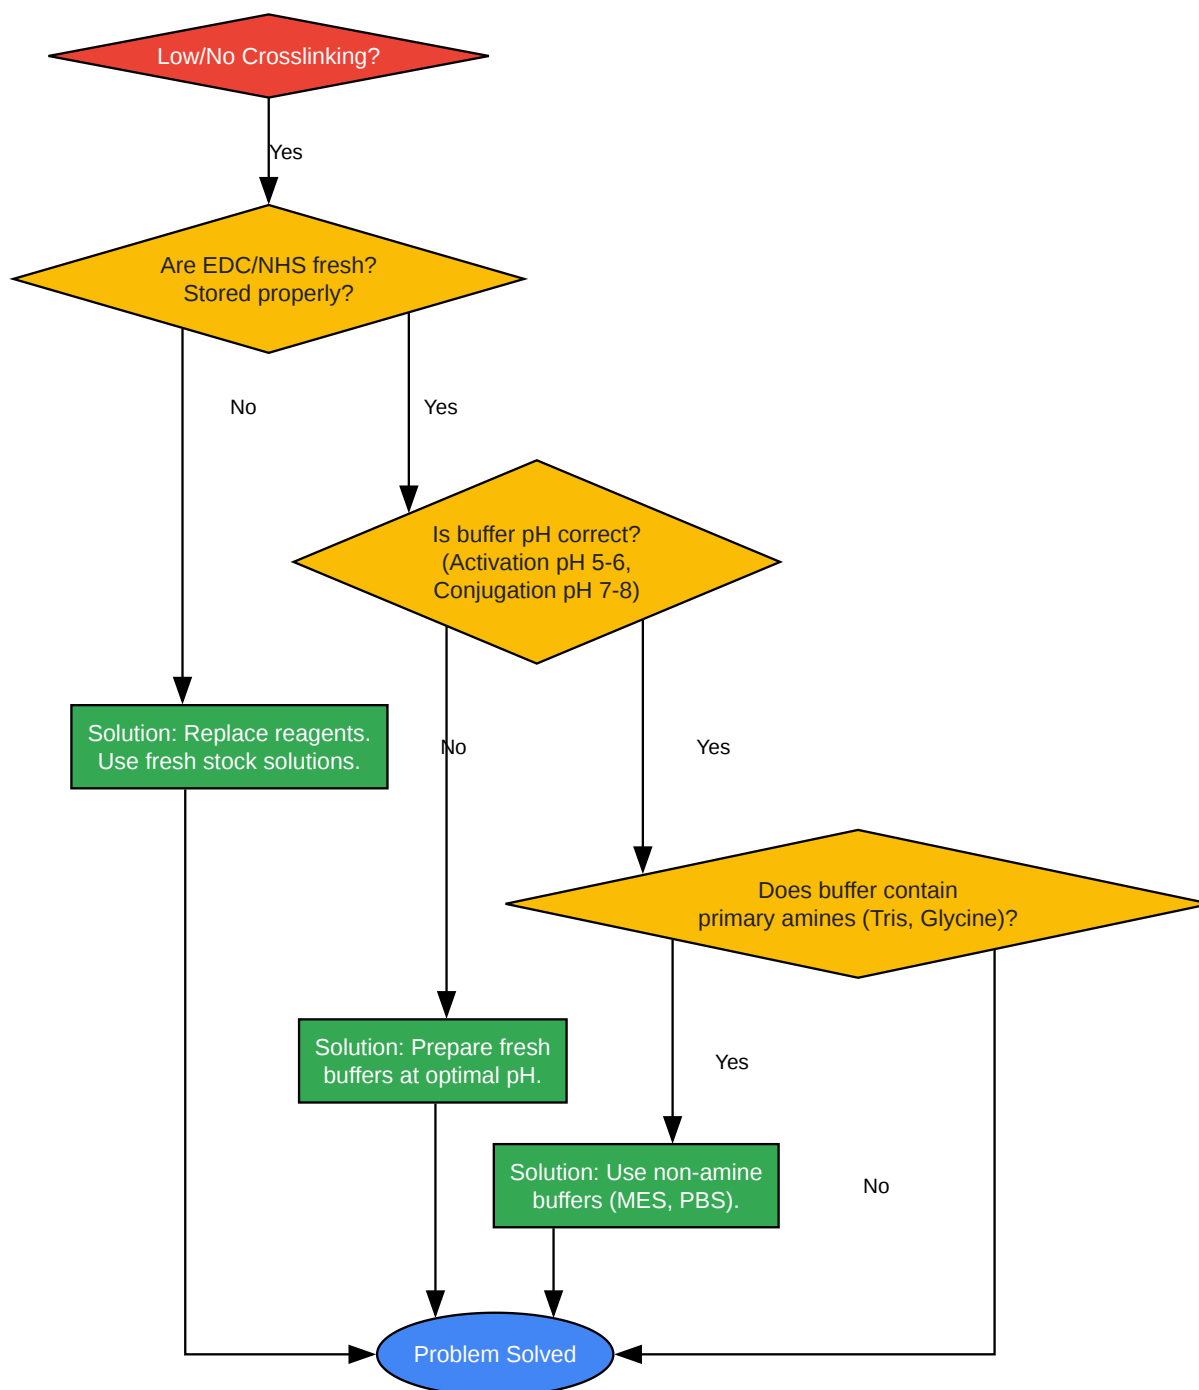 Low/No Crosslinking?
Yes
Are EDC/NHS fresh?
Stored properly?
No
Yes
Is buffer pH correct?
(Activation pH 5-6,
Conjugation pH 7-8)
Solution: Replace reagents.
Use fresh stock solutions.
No
Yes
Does buffer contain
primary amines (Tris, Glycine)?
Solution: Prepare fresh
buffers at optimal pH.
Yes
Solution: Use non-amine
buffers (MES, PBS).
No
Problem Solved